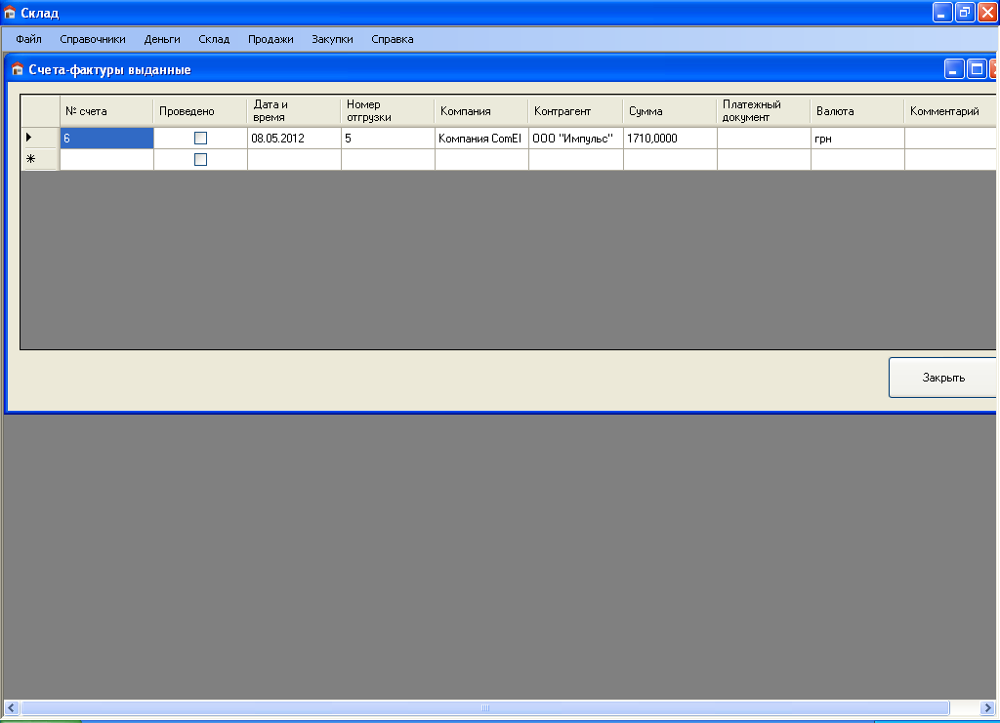 Склад
Файл Справочники Деньги Склад Продажи Закупки Справка
Счета-фактуры выданные
№ счета Проведено Дата и время Номер отгрузки Компания Контрагент Сумма Платежный документ Валюта Комментарий
6 08.05.2012 5 Компания ComEl ООО "Импульс" 1710,0000 грн
Закрыть